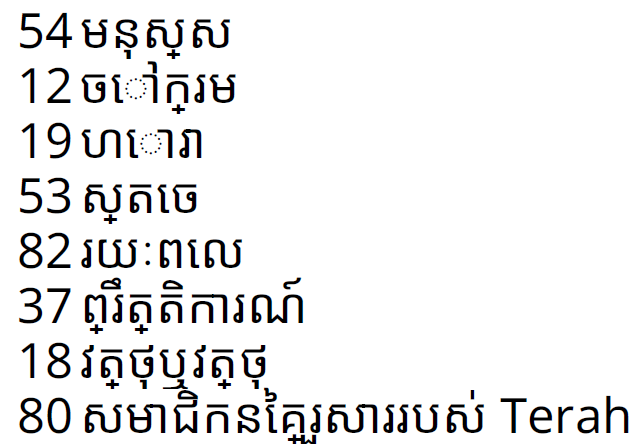 54 មនុស្ស
12 ចៅក្រម
19 ហោរា
53 ស្តេច
82 រយៈពេល
37 ព្រឹត្តិការណ៍
18 វត្ថុឬវត្ថុ
80 សមាជិកនៃគ្រួសាររបស់ Terah